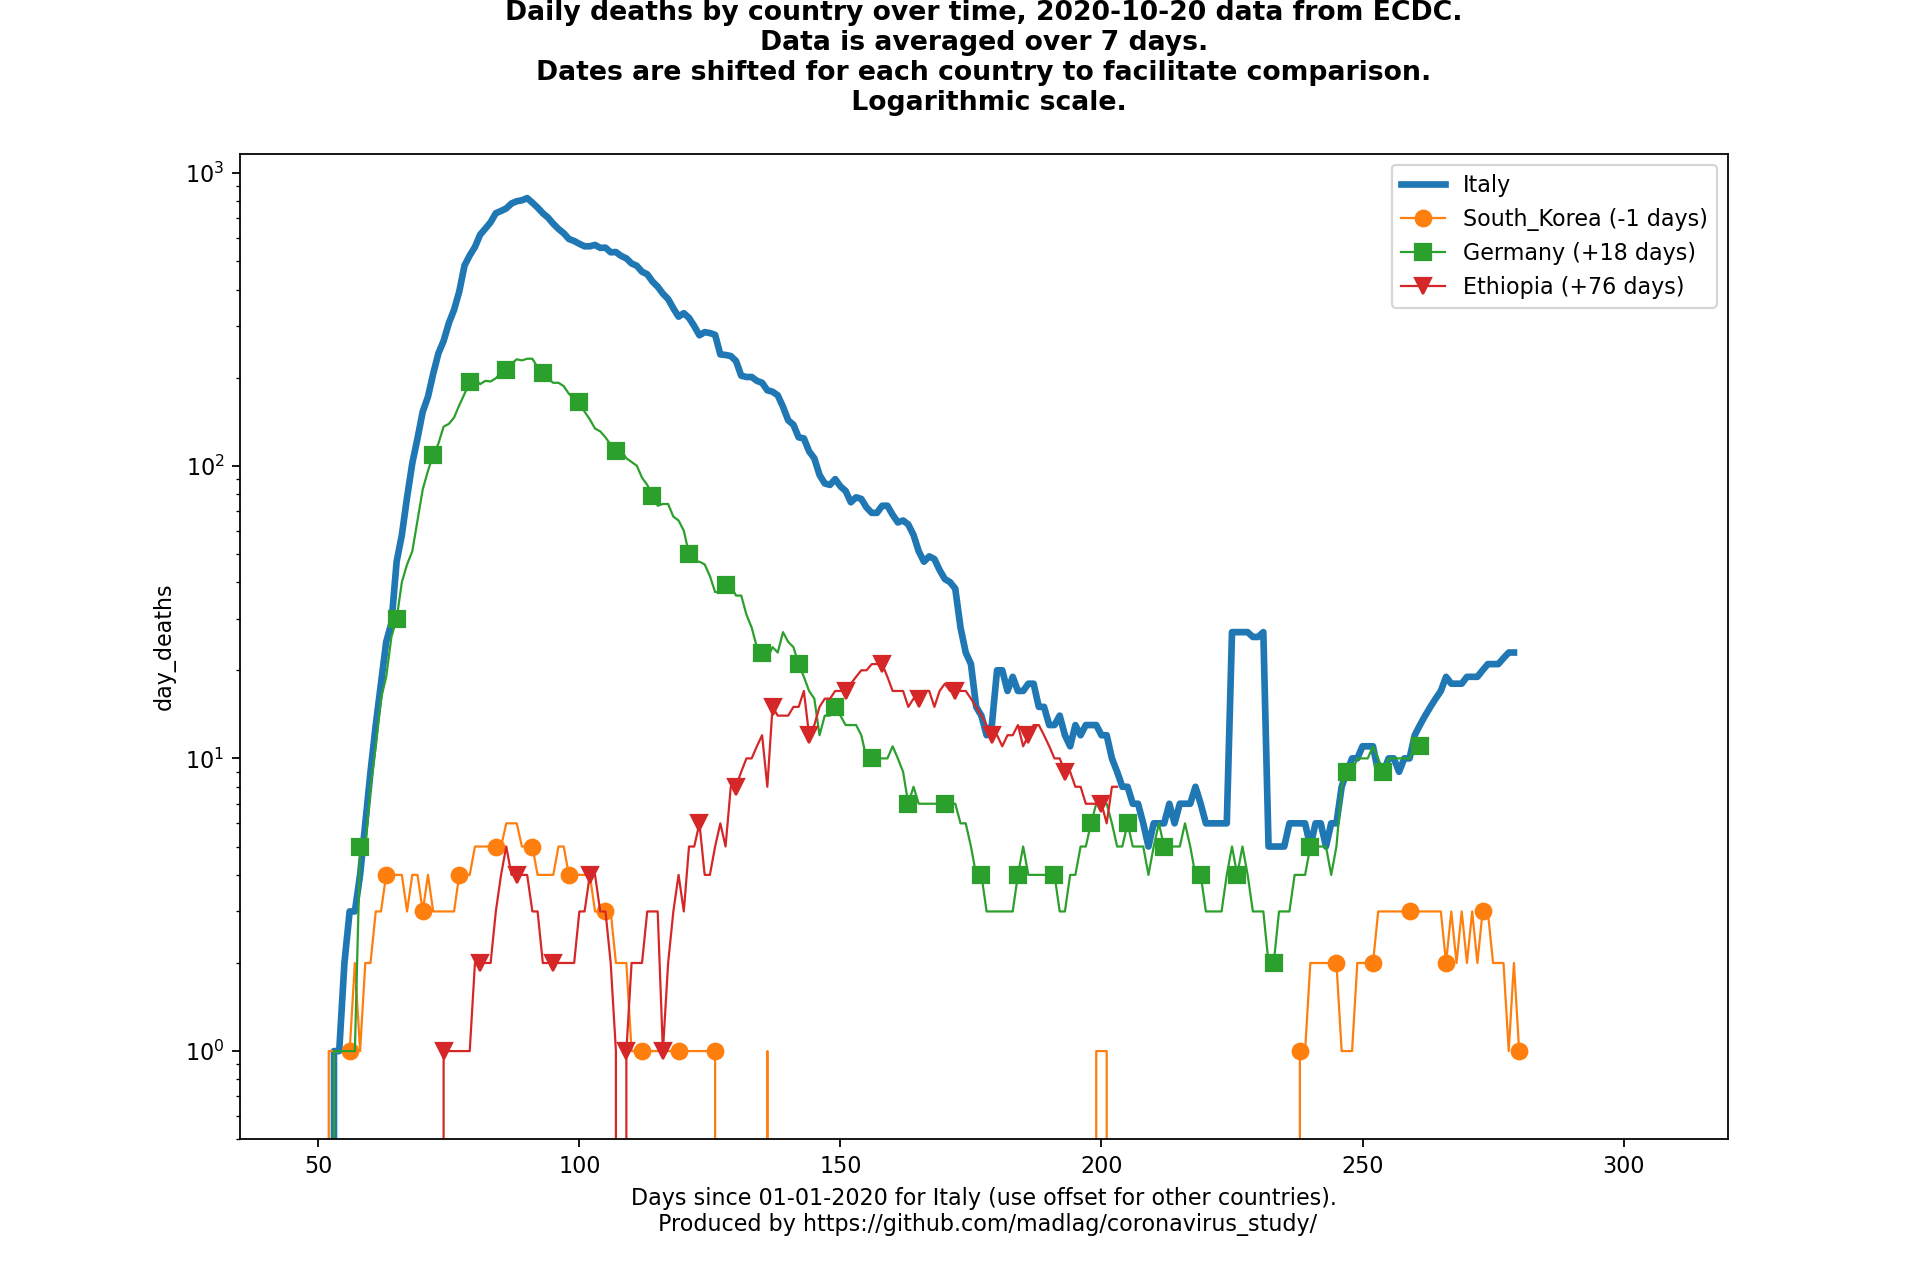 Daily deaths by country over time, 2020-10-20 data from ECDC.
Data is averaged over 7 days.
Dates are shifted for each country to facilitate comparison.
Logarithmic scale.
10³
Italy
South_Korea (-1 days)
Germany (+18 days)
Ethiopia (+76 days)
10²
day_deaths
10¹
10⁰
50 100 150 200 250 300
Days since 01-01-2020 for Italy (use offset for other countries).
Produced by https://github.com/madlag/coronavirus_study/